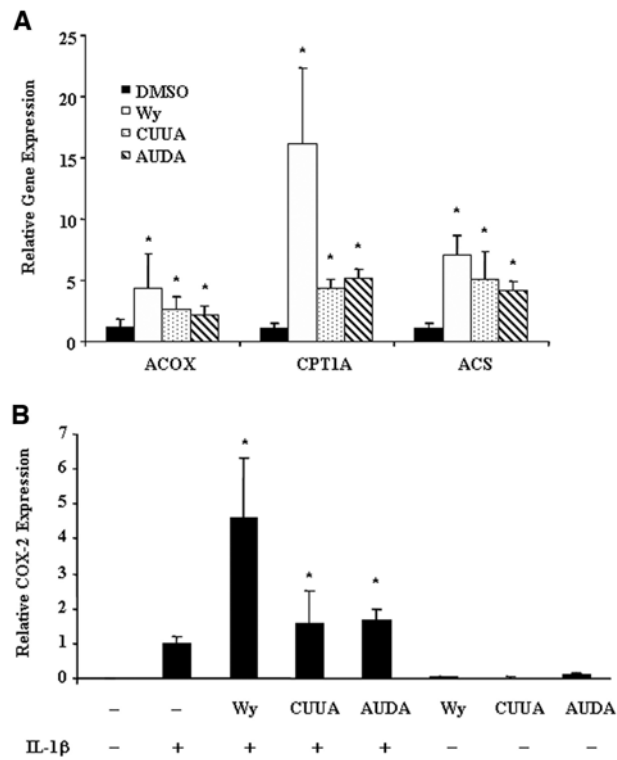 A
Relative Gene Expression
25
20
15
10
5
0
DMSO
Wy
CUUA
AUDA
*
* * *
* *
* * *
ACOX CPT1A ACS
B
Relative COX-2 Expression
7
6
5
4
3
2
1
0
*
* *
– – Wy CUUA AUDA Wy CUUA AUDA
IL-1β – + + + + – – –